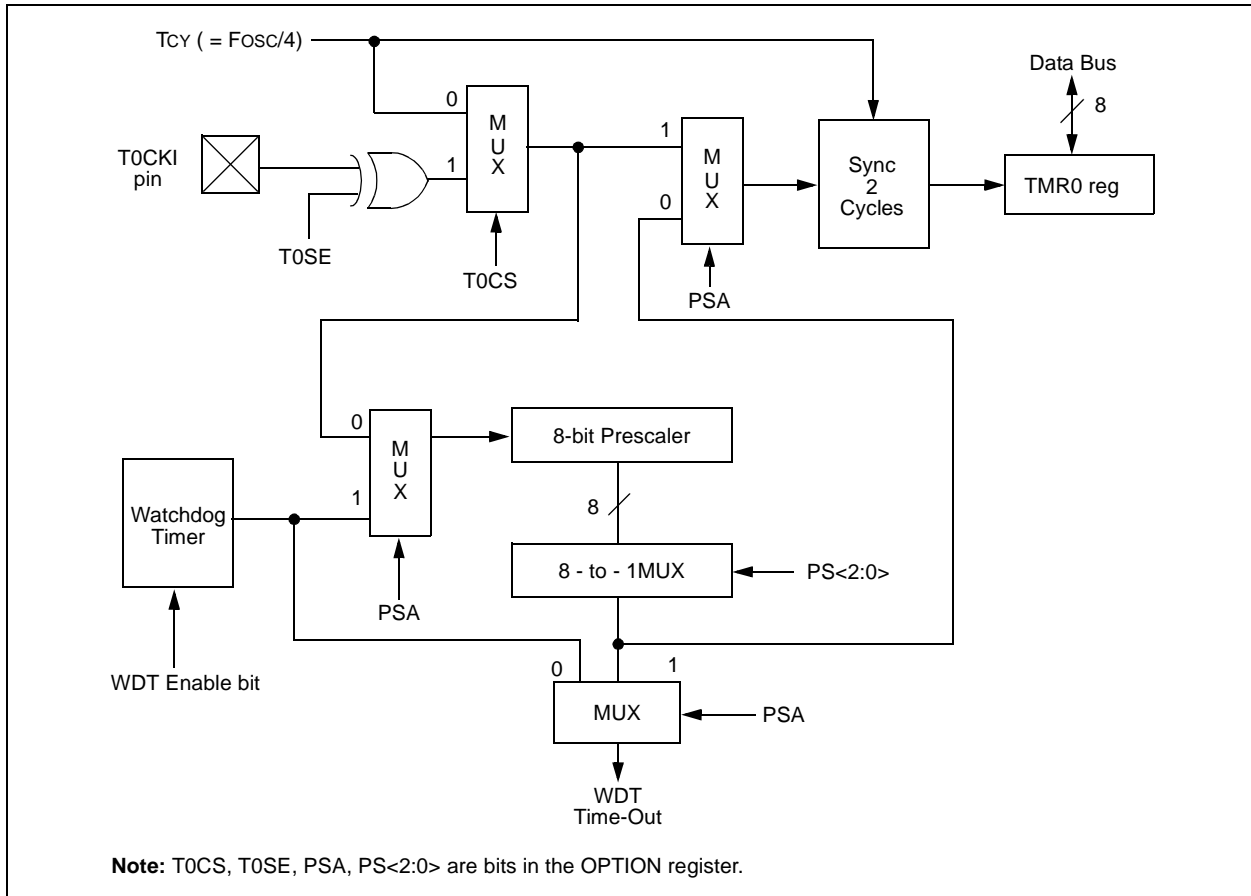 TCY ( = FOSC/4)
Data Bus
8
0
M
U
X
1
T0CKI
pin
T0SE
T0CS
1
M
U
X
0
PSA
Sync
2
Cycles
TMR0 reg
0
M
U
X
1
8-bit Prescaler
Watchdog
Timer
8
8 - to - 1MUX
PS<2:0>
PSA
WDT Enable bit
0
1
MUX
PSA
WDT
Time-Out
Note: T0CS, T0SE, PSA, PS<2:0> are bits in the OPTION register.